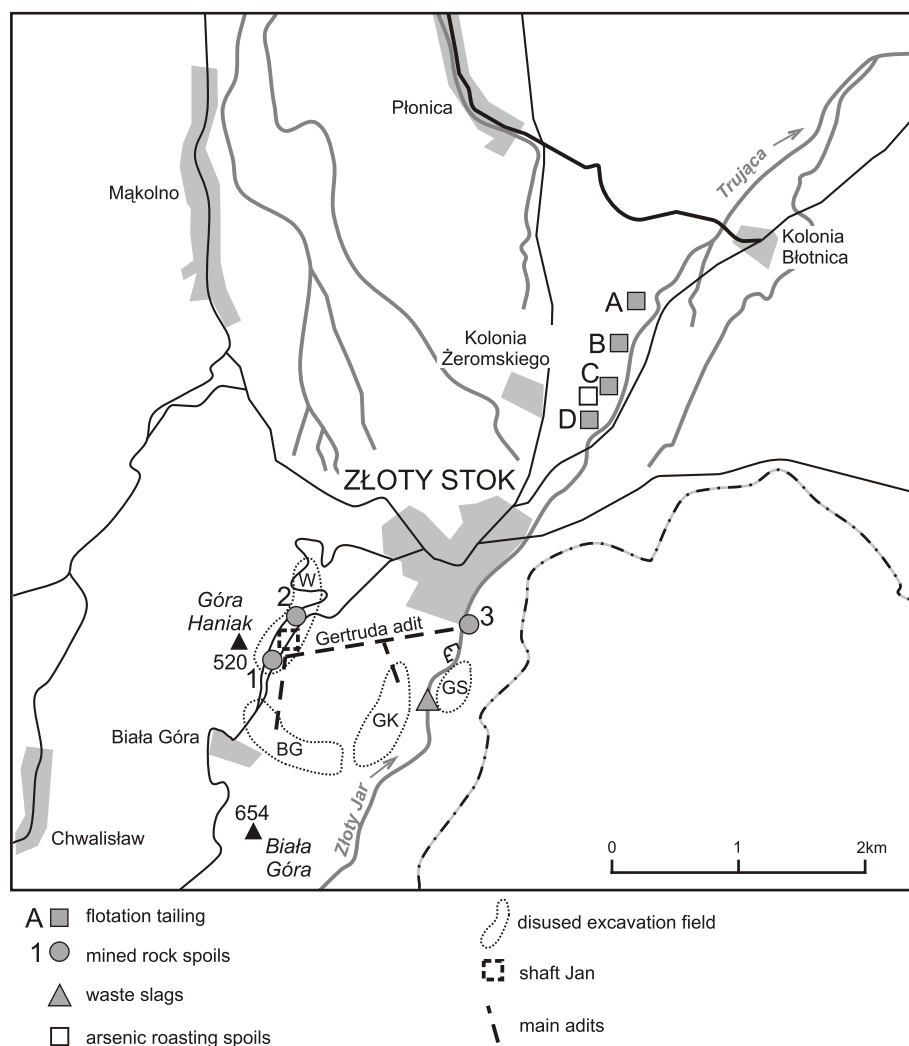 Płonica
Trująca
Mąkolno
Kolonia
Błotnica
A
Kolonia
Żeromskiego
B
C
D
ZŁOTY STOK
W
2
Góra
Haniak
3
Gertruda adit
520
1
GS
GK
Biała Góra
BG
Złoty Jar
654
Biała
Góra
Chwalisław
0 1 2km
A flotation tailing
1 mined rock spoils
waste slags
arsenic roasting spoils
disused excavation field
shaft Jan
main adits